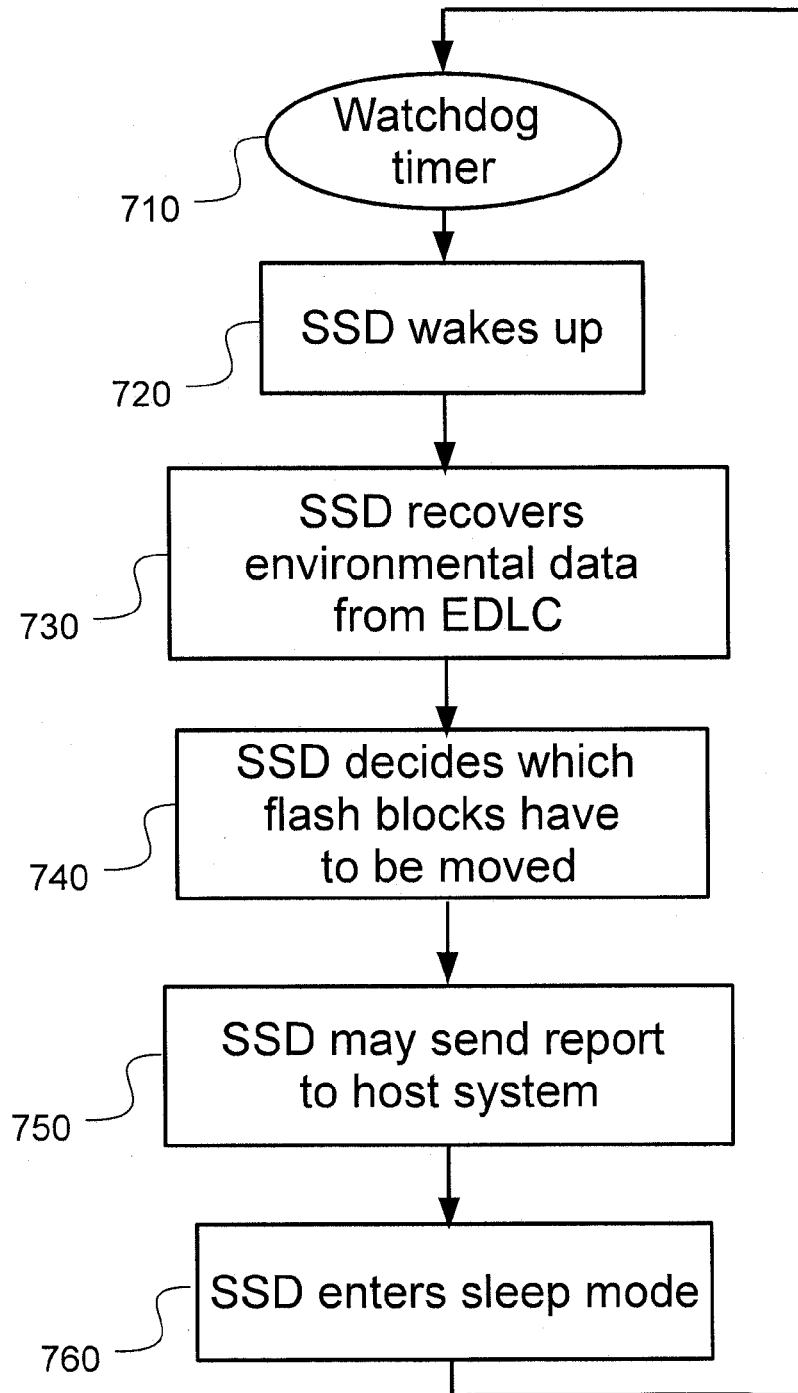 Watchdog
timer
710
SSD wakes up
720
SSD recovers
environmental data
from EDLC
730
SSD decides which
flash blocks have
to be moved
740
SSD may send report
to host system
750
SSD enters sleep mode
760